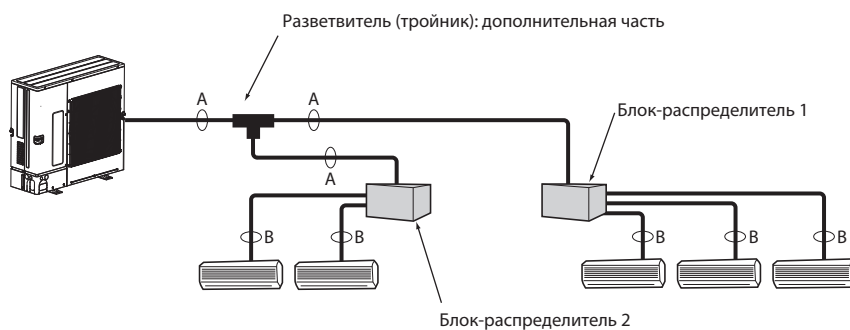 Разветвитель (тройник): дополнительная часть
A
A
Блок-распределитель 1
A
B
B
B
B
B
Блок-распределитель 2